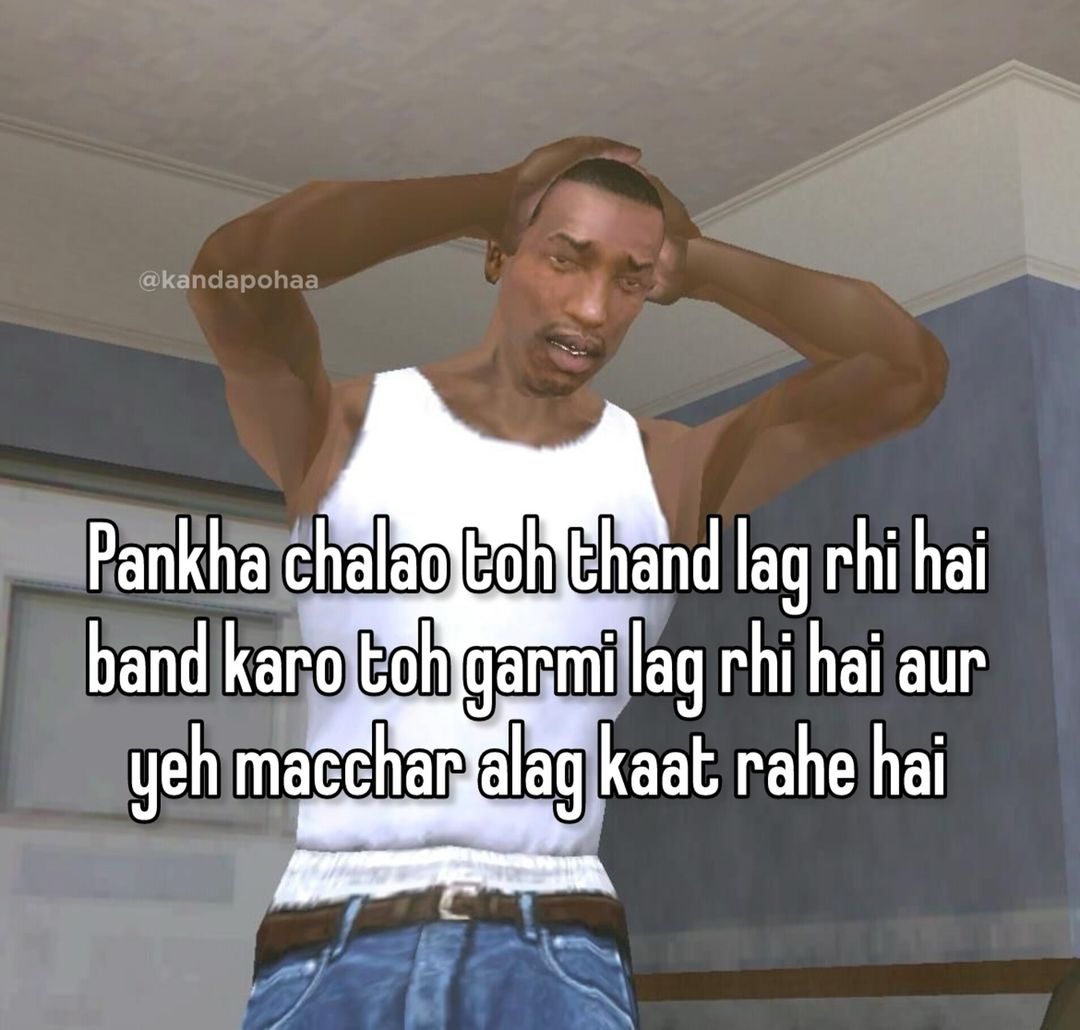 @kandapohaa
Pankha chalao toh thand lag rhi hai
band karo toh garmi lag rhi hai aur
yeh macchar alag kaat rahe hai